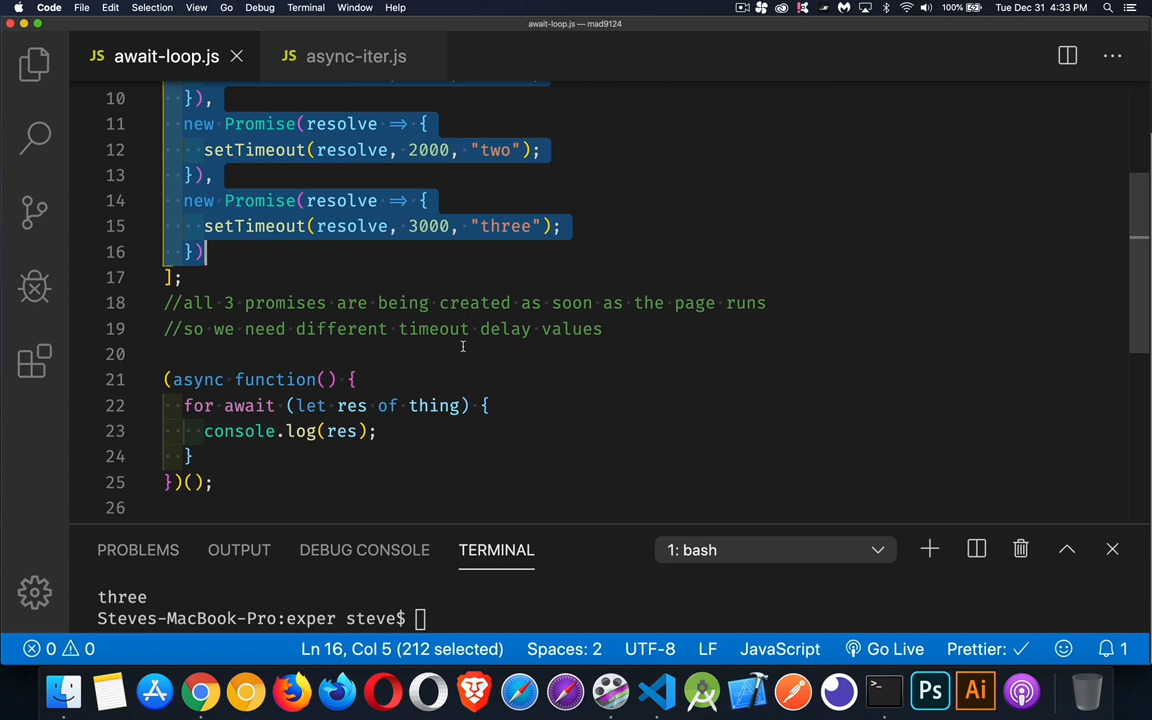 Code File Edit Selection View Go Debug Terminal Window Help 100% Tue Dec 31 4:33 PM
await-loop.js — mad9124
JS await-loop.js JS async-iter.js
10 }),
11 new Promise(resolve => {
12 setTimeout(resolve, 2000, "two");
13 }),
14 new Promise(resolve => {
15 setTimeout(resolve, 3000, "three");
16 })
17 ];
18 //all 3 promises are being created as soon as the page runs
19 //so we need different timeout delay values
20
21 (async function() {
22 for await (let res of thing) {
23 console.log(res);
24 }
25 })();
26
PROBLEMS OUTPUT DEBUG CONSOLE TERMINAL 1: bash
three
Steves-MacBook-Pro:exper steve$
0 0 Ln 16, Col 5 (212 selected) Spaces: 2 UTF-8 LF JavaScript Go Live Prettier: ✓ 1
>_ Ps Ai